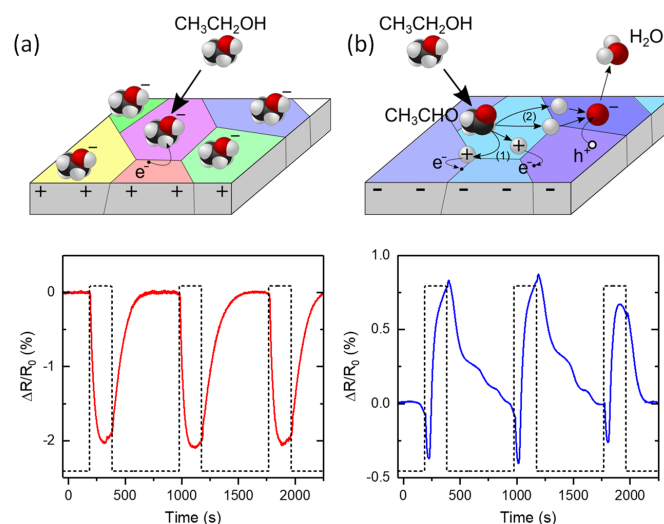 (a)
CH₃CH₂OH
−
−
−
−
−
e⁻
+ + + + +
(b)
CH₃CH₂OH
H₂O
CH₃CHO
(2)
−
+
+
(1)
e⁻
e⁻
h⁺
− − − − −
ΔR/R₀ (%)
0
-1
-2
0 500 1000 1500 2000
Time (s)
ΔR/R₀ (%)
1.0
0.5
0.0
-0.5
0 500 1000 1500 2000
Time (s)